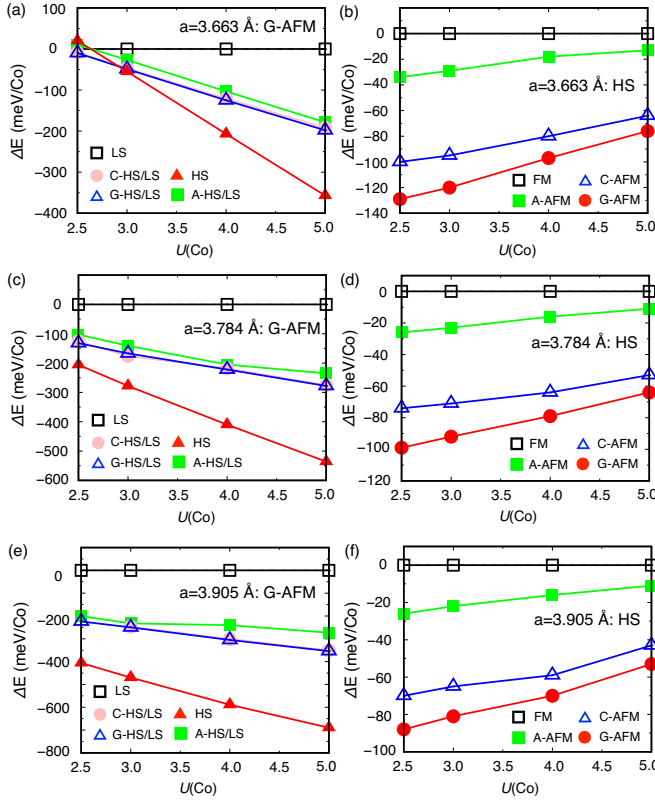 (a)
a=3.663 Å: G-AFM
ΔE (meV/Co)
100
0
−100
−200
−300
−400
LS
C-HS/LS
HS
G-HS/LS
A-HS/LS
2.5 3.0 3.5 4.0 4.5 5.0
U(Co)
(b)
a=3.663 Å: HS
ΔE (meV/Co)
0
−20
−40
−60
−80
−100
−120
−140
FM
C-AFM
A-AFM
G-AFM
2.5 3.0 3.5 4.0 4.5 5.0
U(Co)
(c)
a=3.784 Å: G-AFM
ΔE (meV/Co)
0
−100
−200
−300
−400
−500
−600
LS
C-HS/LS
HS
G-HS/LS
A-HS/LS
2.5 3.0 3.5 4.0 4.5 5.0
U(Co)
(d)
a=3.784 Å: HS
ΔE (meV/Co)
0
−20
−40
−60
−80
−100
−120
FM
C-AFM
A-AFM
G-AFM
2.5 3.0 3.5 4.0 4.5 5.0
U(Co)
(e)
a=3.905 Å: G-AFM
ΔE (meV/Co)
0
−200
−400
−600
−800
LS
C-HS/LS
HS
G-HS/LS
A-HS/LS
2.5 3.0 3.5 4.0 4.5 5.0
U(Co)
(f)
a=3.905 Å: HS
ΔE (meV/Co)
0
−20
−40
−60
−80
−100
FM
C-AFM
A-AFM
G-AFM
2.5 3.0 3.5 4.0 4.5 5.0
U(Co)